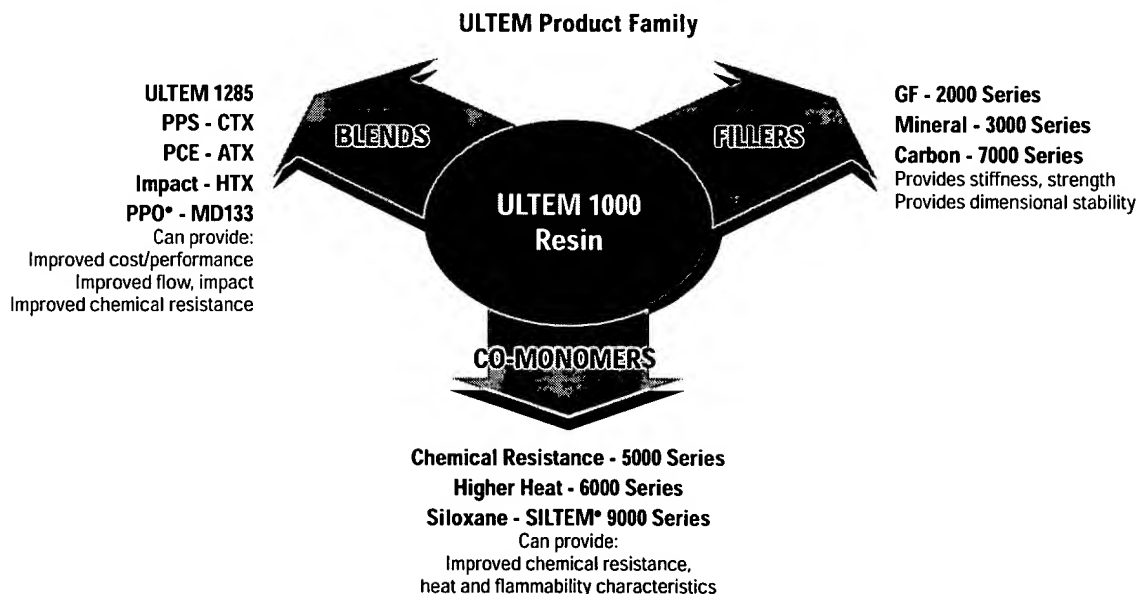 ULTEM Product Family
ULTEM 1285
PPS - CTX
PCE - ATX
Impact - HTX
PPO• - MD133
Can provide:
Improved cost/performance
Improved flow, impact
Improved chemical resistance
BLENDS
FILLERS
GF - 2000 Series
Mineral - 3000 Series
Carbon - 7000 Series
Provides stiffness, strength
Provides dimensional stability
ULTEM 1000
Resin
CO-MONOMERS
Chemical Resistance - 5000 Series
Higher Heat - 6000 Series
Siloxane - SILTEM• 9000 Series
Can provide:
Improved chemical resistance,
heat and flammability characteristics